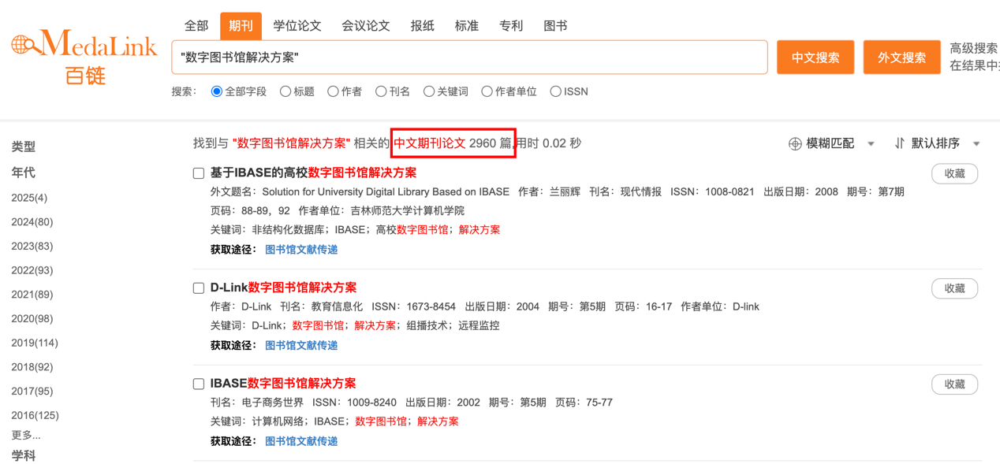 全部 期刊 学位论文 会议论文 报纸 标准 专利 图书
MedaLink
百链
"数字图书馆解决方案"
中文搜索 外文搜索
高级搜索
在结果中
搜索: 全部字段 标题 作者 刊名 关键词 作者单位 ISSN
找到与 "数字图书馆解决方案" 相关的 中文期刊论文 2960 篇,用时 0.02 秒
模糊匹配 默认排序
类型
年代
2025(4)
2024(80)
2023(83)
2022(93)
2021(89)
2020(98)
2019(114)
2018(92)
2017(95)
2016(125)
更多...
学科
基于IBASE的高校数字图书馆解决方案
收藏
外文题名: Solution for University Digital Library Based on IBASE 作者: 兰丽辉 刊名: 现代情报 ISSN: 1008-0821 出版日期: 2008 期号: 第7期
页码: 88-89，92 作者单位: 吉林师范大学计算机学院
关键词: 非结构化数据库；IBASE；高校数字图书馆；解决方案
获取途径: 图书馆文献传递
D-Link数字图书馆解决方案
收藏
作者: D-Link 刊名: 教育信息化 ISSN: 1673-8454 出版日期: 2004 期号: 第5期 页码: 16-17 作者单位: D-link
关键词: D-Link；数字图书馆；解决方案；组播技术；远程监控
获取途径: 图书馆文献传递
IBASE数字图书馆解决方案
收藏
刊名: 电子商务世界 ISSN: 1009-8240 出版日期: 2002 期号: 第5期 页码: 75-77
关键词: 计算机网络；IBASE；数字图书馆；解决方案
获取途径: 图书馆文献传递